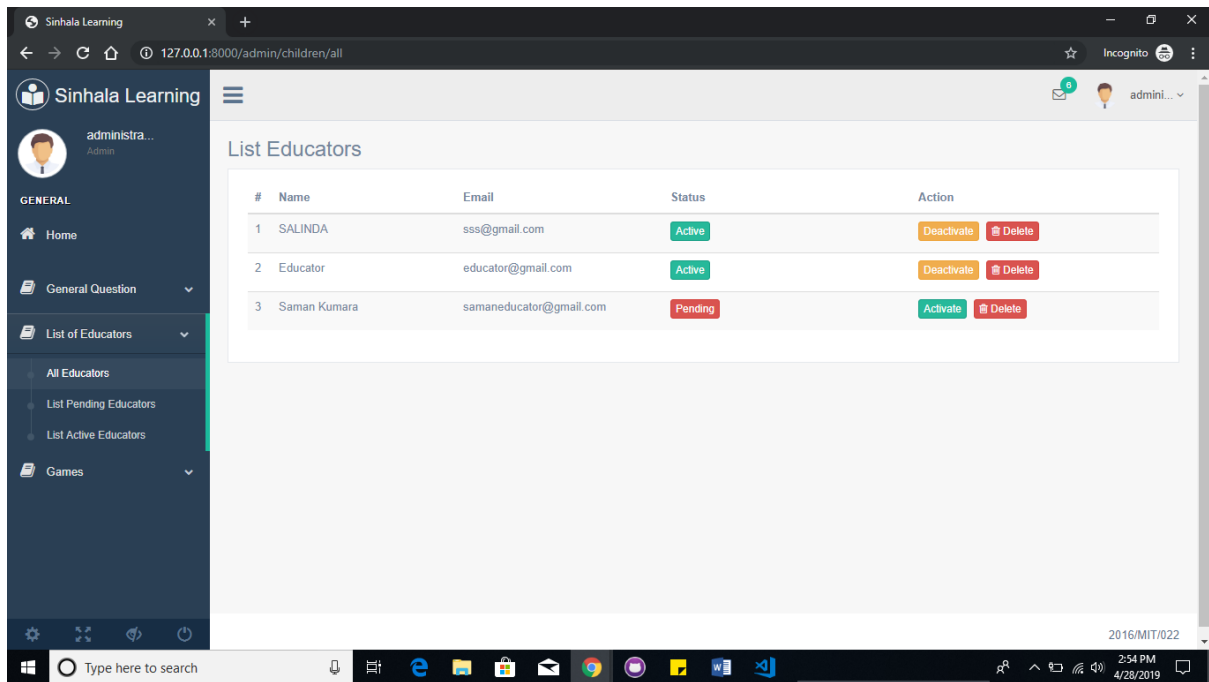 Sinhala Learning
127.0.0.1:8000/admin/children/all
Incognito
Sinhala Learning
6
admini...
administra...
Admin
GENERAL
Home
General Question
List of Educators
All Educators
List Pending Educators
List Active Educators
Games
List Educators
# Name Email Status Action
1 SALINDA sss@gmail.com Active Deactivate Delete
2 Educator educator@gmail.com Active Deactivate Delete
3 Saman Kumara samaneducator@gmail.com Pending Activate Delete
2016/MIT/022
Type here to search
2:54 PM
4/28/2019